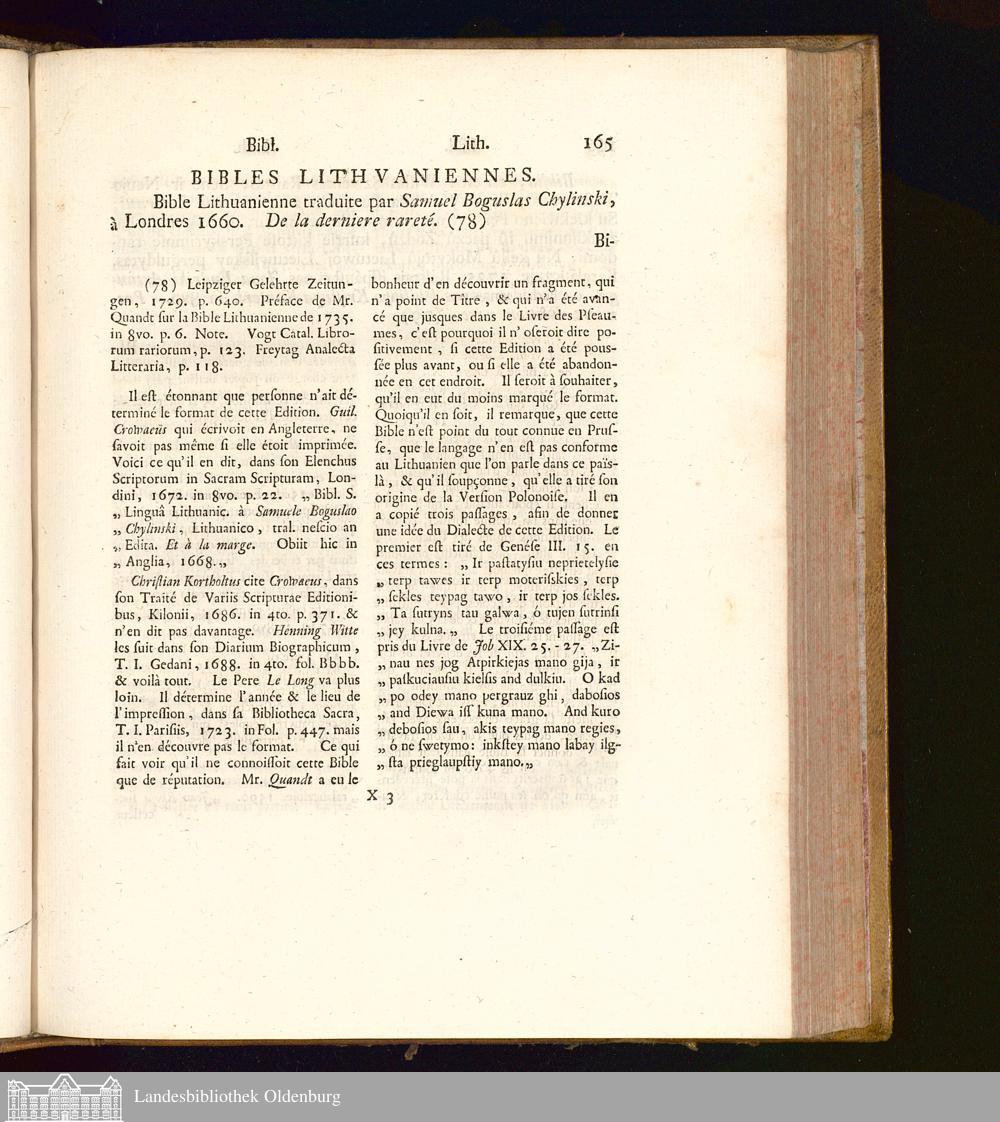 Bibl. Lith. 165
BIBLES LITHVANIENNES.
Bible Lithuanienne traduite par Samuel Boguslas Chylinski,
à Londres 1660. De la derniere rareté. (78)
Bi-
(78) Leipziger Gelehrte Zeitun-
gen, 1729. p. 640. Préface de Mr.
Quandt ſur la Bible Lithuanienne de 1735.
in 8vo. p. 6. Note. Vogt Catal. Libro-
rum rariorum, p. 123. Freytag Analecta
Litteraria, p. 118.
Il eſt étonnant que perſonne n'ait dé-
terminé le format de cette Edition. Guil.
Crowaeüs qui écrivoit en Angleterre, ne
ſavoit pas même ſi elle étoit imprimée.
Voici ce qu'il en dit, dans ſon Elenchus
Scriptorum in Sacram Scripturam, Lon-
dini, 1672. in 8vo. p. 22. „Bibl. S.
„ Linguâ Lithuanic. à Samuele Boguslao
„ Chylinski, Lithuanico, tral. neſcio an
„ Edita. Et à la marge. Obiit hic in
„ Anglia, 1668.„
Chriſtian Kortholtus cite Crowaeus, dans
ſon Traité de Variis Scripturae Editioni-
bus, Kilonii, 1686. in 4to. p. 371. &
n'en dit pas davantage. Henning Witte
les ſuit dans ſon Diarium Biographicum,
T. I. Gedani, 1688. in 4to. fol. Bbbb.
& voilà tout. Le Pere Le Long va plus
loin. Il détermine l'année & le lieu de
l'impreſſion, dans ſa Bibliotheca Sacra,
T. I. Pariſiis, 1723. in Fol. p. 447. mais
il n'en découvre pas le format. Ce qui
fait voir qu'il ne connoiſſoit cette Bible
que de réputation. Mr. Quandt a eu le
bonheur d'en découvrir un fragment, qui
n'a point de Titre, & qui n'a été avan-
cé que jusques dans le Livre des Pſeau-
mes, c'eſt pourquoi il n'oſeroit dire po-
ſitivement, ſi cette Edition a été pous-
ſée plus avant, ou ſi elle a été abandon-
née en cet endroit. Il ſeroit à ſouhaiter,
qu'il en eut du moins marqué le format.
Quoiqu'il en ſoit, il remarque, que cette
Bible n'eſt point du tout connue en Prus-
ſe, que le langage n'en eſt pas conforme
au Lithuanien que l'on parle dans ce païs-
là, & qu'il ſoupçonne, qu'elle a tiré ſon
origine de la Verſion Polonoiſe. Il en
a copié trois paſſages, afin de donner
une idée du Dialecte de cette Edition. Le
premier eſt tiré de Genéſe III. 15. en
ces termes: „Ir paſtatyſiu neprietelyſie
„ terp tawes ir terp moteriſkies, terp
„ ſekles teypag tawo, ir terp jos ſekles.
„ Ta ſutryns tau galwa, ó tujen ſutrinſi
„ jey kulna.„ Le troiſiéme paſſage eſt
pris du Livre de Job XIX. 25. - 27. „Zi-
„ nau nes jog Atpirkiejas mano gija, ir
„ paſkuciauſiu kielſis and dulkiu. O kad
„ po odey mano pergrauz ghi, daboſios
„ and Diewa iſſ kuna mano. And kuro
„ deboſios ſau, akis teypag mano regies,
„ ó ne ſwetymo: inkſtey mano labay ilg-
„ ſta prieglaupſtiy mano.„
X 3
Landesbibliothek Oldenburg